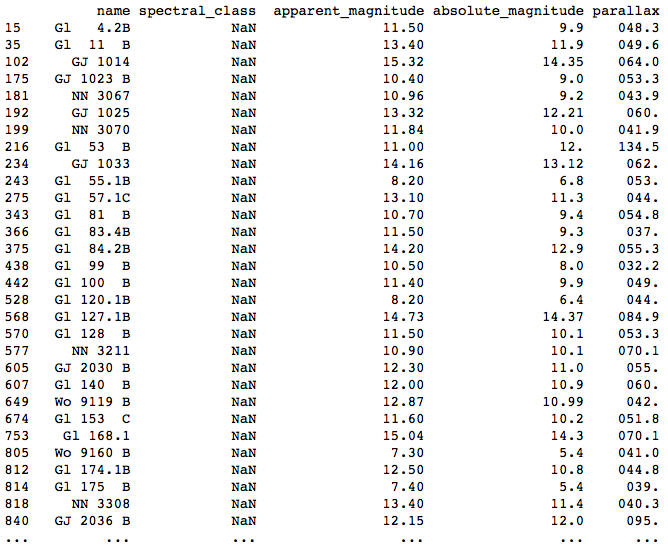 name spectral_class apparent_magnitude absolute_magnitude parallax
15 Gl 4.2B NaN 11.50 9.9 048.3
35 Gl 11 B NaN 13.40 11.9 049.6
102 GJ 1014 NaN 15.32 14.35 064.0
175 GJ 1023 B NaN 10.40 9.0 053.3
181 NN 3067 NaN 10.96 9.2 043.9
192 GJ 1025 NaN 13.32 12.21 060.
199 NN 3070 NaN 11.84 10.0 041.9
216 Gl 53 B NaN 11.00 12. 134.5
234 GJ 1033 NaN 14.16 13.12 062.
243 Gl 55.1B NaN 8.20 6.8 053.
275 Gl 57.1C NaN 13.10 11.3 044.
343 Gl 81 B NaN 10.70 9.4 054.8
366 Gl 83.4B NaN 11.50 9.3 037.
375 Gl 84.2B NaN 14.20 12.9 055.3
438 Gl 99 B NaN 10.50 8.0 032.2
442 Gl 100 B NaN 11.40 9.9 049.
528 Gl 120.1B NaN 8.20 6.4 044.
568 Gl 127.1B NaN 14.73 14.37 084.9
570 Gl 128 B NaN 11.50 10.1 053.3
577 NN 3211 NaN 10.90 10.1 070.1
605 GJ 2030 B NaN 12.30 11.0 055.
607 Gl 140 B NaN 12.00 10.9 060.
649 Wo 9119 B NaN 12.87 10.99 042.
674 Gl 153 C NaN 11.60 10.2 051.8
753 Gl 168.1 NaN 15.04 14.3 070.1
805 Wo 9160 B NaN 7.30 5.4 041.0
812 Gl 174.1B NaN 12.50 10.8 044.8
814 Gl 175 B NaN 7.40 5.4 039.
818 NN 3308 NaN 13.40 11.4 040.3
840 GJ 2036 B NaN 12.15 12.0 095.
... ... ... ... ... ...